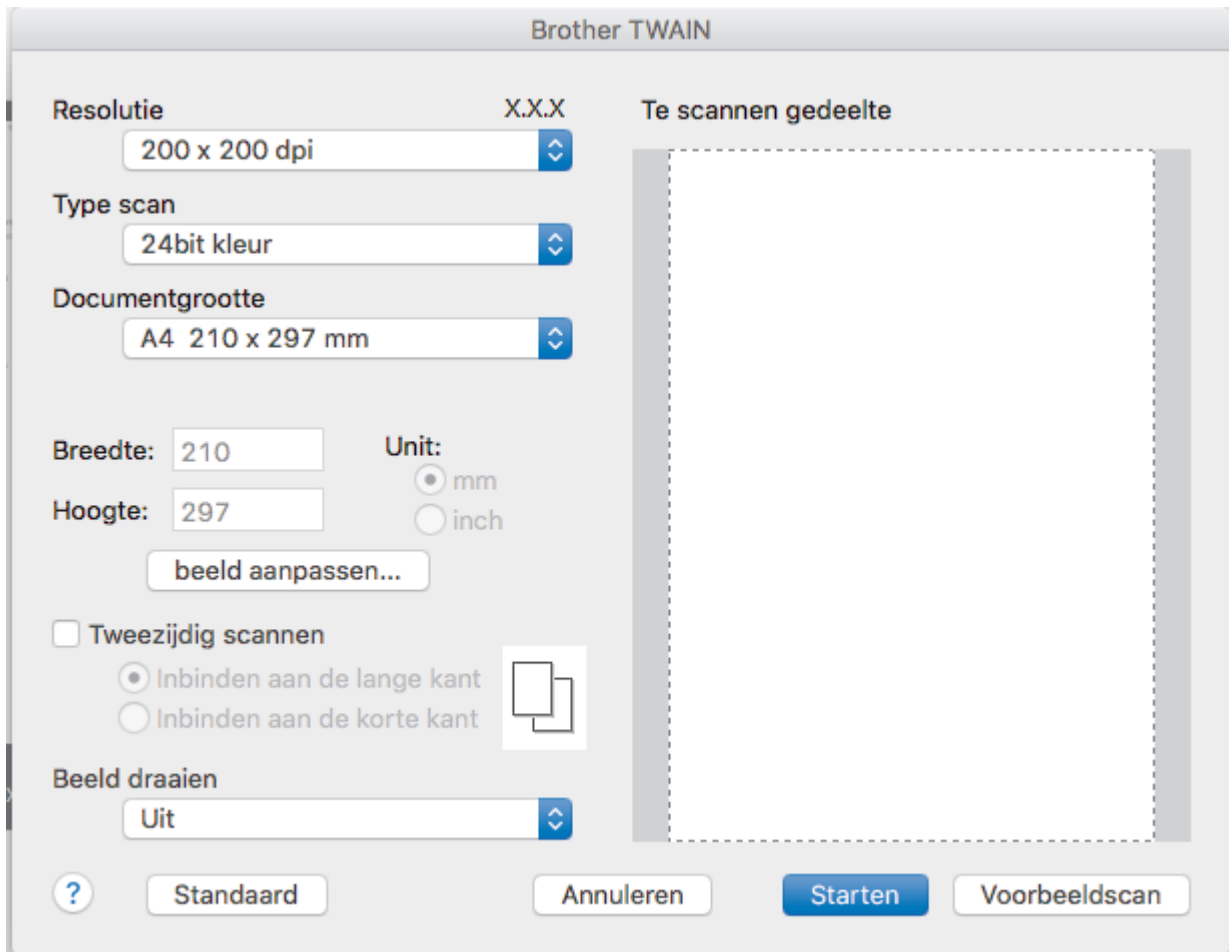 Brother TWAIN
Resolutie X.X.X
200 x 200 dpi
Type scan
24bit kleur
Documentgrootte
A4 210 x 297 mm
Breedte: 210
Hoogte: 297
Unit:
mm
inch
beeld aanpassen...
Tweezijdig scannen
Inbinden aan de lange kant
Inbinden aan de korte kant
Beeld draaien
Uit
Te scannen gedeelte
? Standaard Annuleren Starten Voorbeeldscan